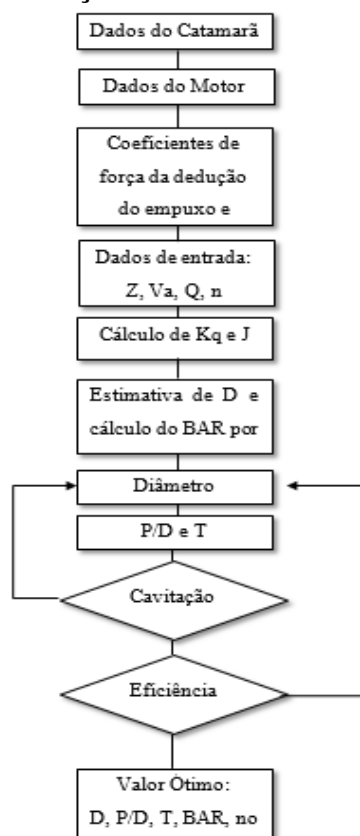 Dados do Catamarã
Dados do Motor
Coeficientes de
força da dedução
do empuxo e
Dados de entrada:
Z, Va, Q, n
Cálculo de Kq e J
Estimativa de D e
cálculo do BAR por
Diâmetro
P/D e T
Cavitação
Eficiência
Valor Ótimo:
D, P/D, T, BAR, no